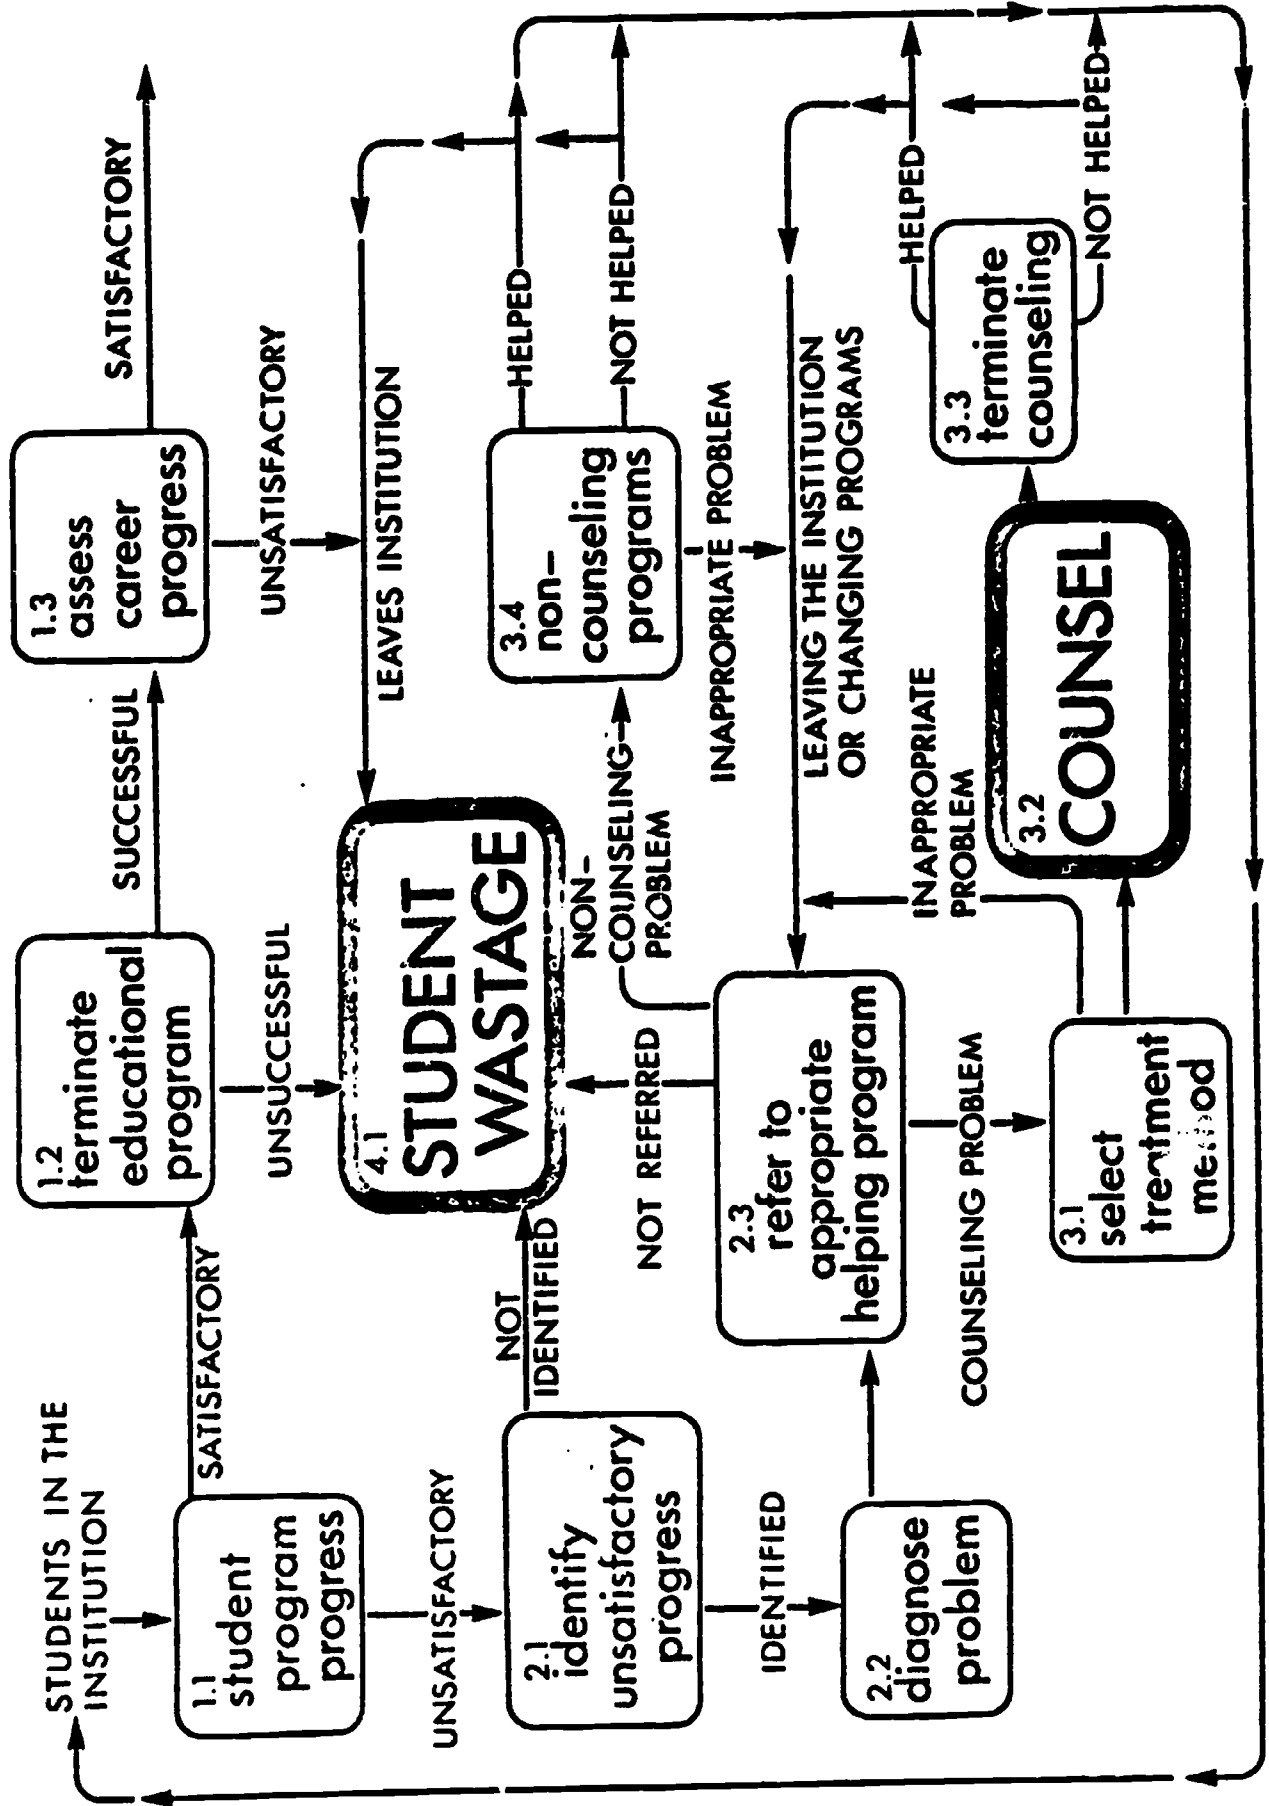 STUDENTS IN THE
INSTITUTION
1.1
student
program
progress
SATISFACTORY
1.2
terminate
educational
program
SUCCESSFUL
1.3
assess
career
progress
SATISFACTORY
UNSATISFACTORY
UNSUCCESSFUL
UNSATISFACTORY
LEAVES INSTITUTION
4.1
STUDENT
WASTAGE
2.1
identify
unsatisfactory
progress
NOT
IDENTIFIED
NON-
COUNSELING
PROBLEM
3.4
non-
counseling
programs
HELPED
NOT HELPED
IDENTIFIED
NOT REFERRED
INAPPROPRIATE PROBLEM
2.2
diagnose
problem
2.3
refer to
appropriate
helping program
LEAVING THE INSTITUTION
OR CHANGING PROGRAMS
COUNSELING PROBLEM
INAPPROPRIATE
PROBLEM
3.1
select
treatment
method
3.2
COUNSEL
3.3
terminate
counseling
HELPED
NOT HELPED